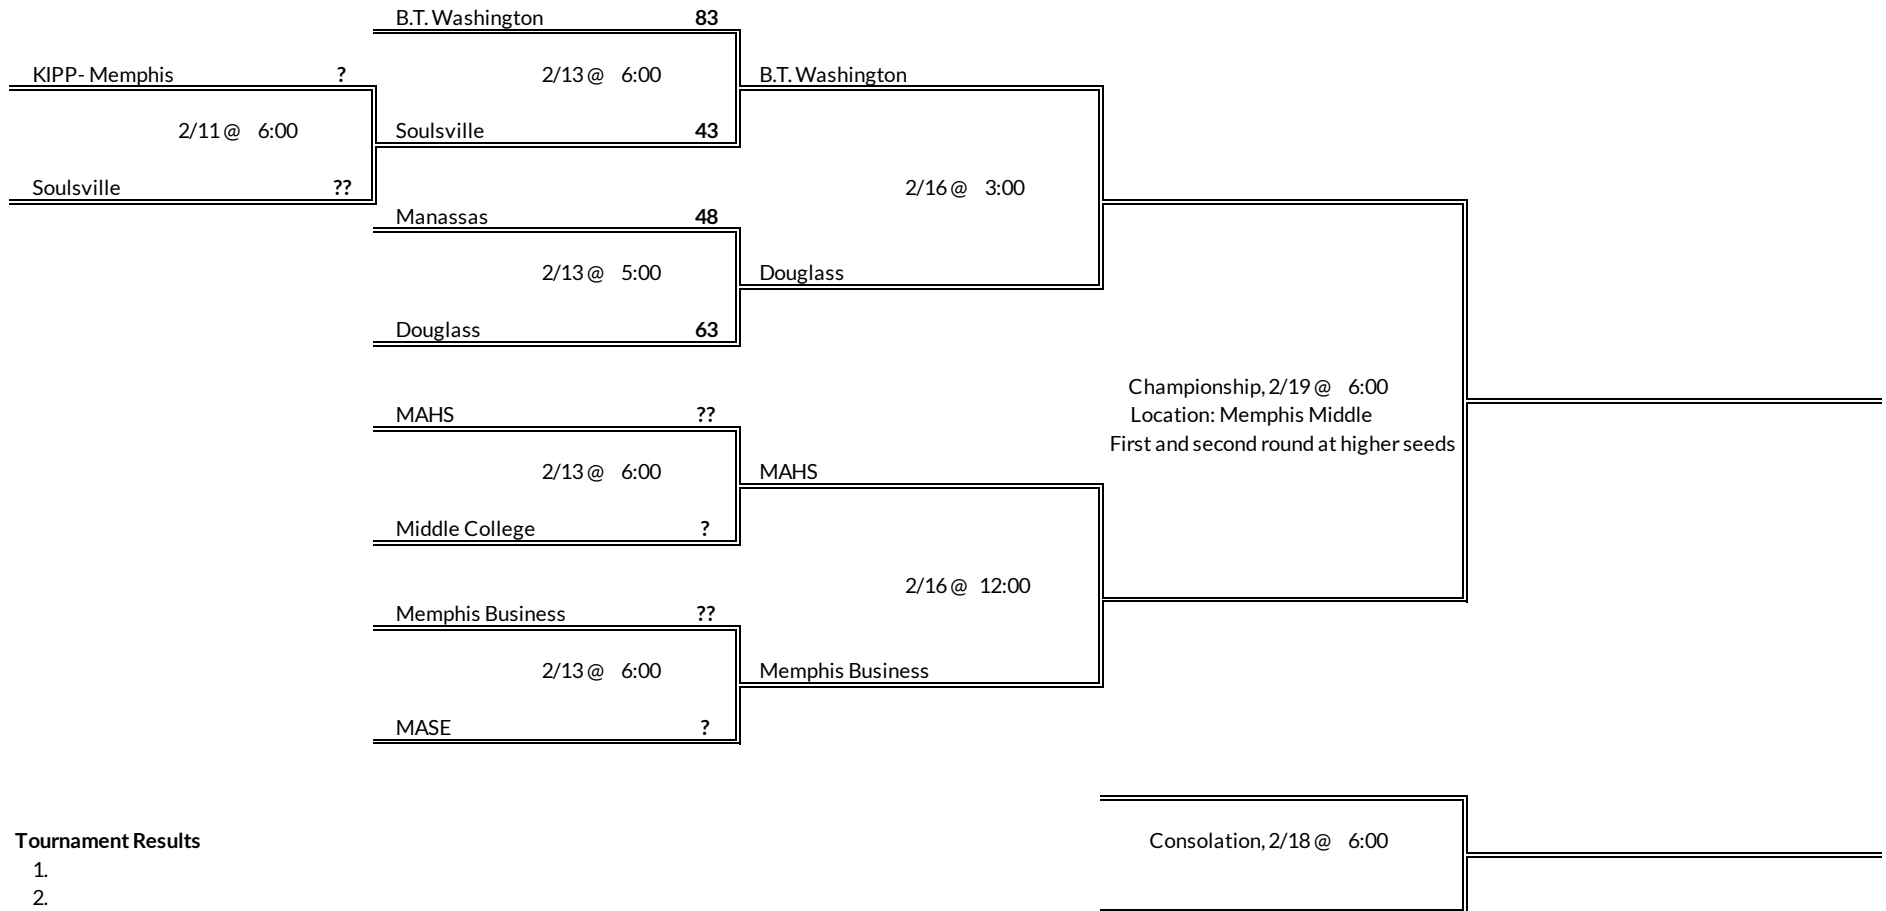 B.T. Washington 83
KIPP- Memphis ? 2/13 @ 6:00 B.T. Washington
2/11 @ 6:00 Soulsville 43
Soulsville ?? 2/16 @ 3:00
Manassas 48
2/13 @ 5:00 Douglass
Douglass 63
Championship, 2/19 @ 6:00
MAHS ?? Location: Memphis Middle
First and second round at higher seeds
2/13 @ 6:00 MAHS
Middle College ?
2/16 @ 12:00
Memphis Business ??
2/13 @ 6:00 Memphis Business
MASE ?
Tournament Results Consolation, 2/18 @ 6:00
1.
2.